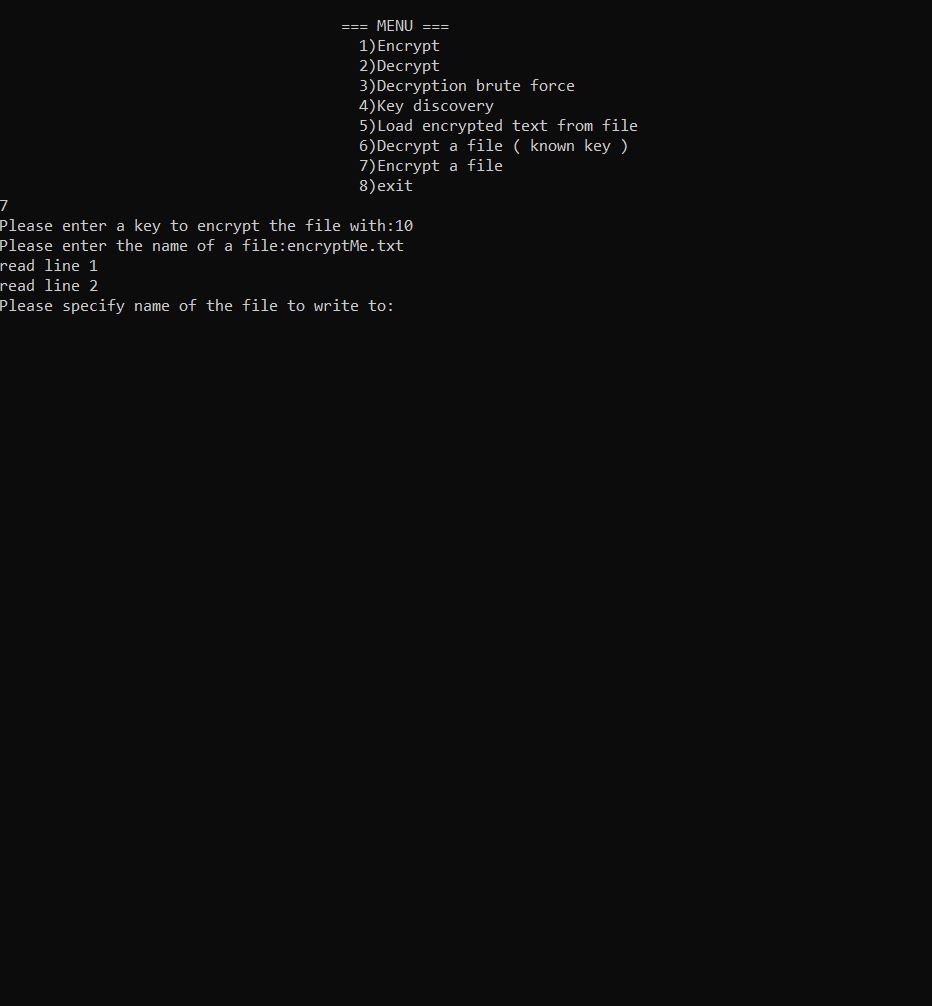 === MENU ===
1)Encrypt
2)Decrypt
3)Decryption brute force
4)Key discovery
5)Load encrypted text from file
6)Decrypt a file ( known key )
7)Encrypt a file
8)exit
7
Please enter a key to encrypt the file with:10
Please enter the name of a file:encryptMe.txt
read line 1
read line 2
Please specify name of the file to write to: